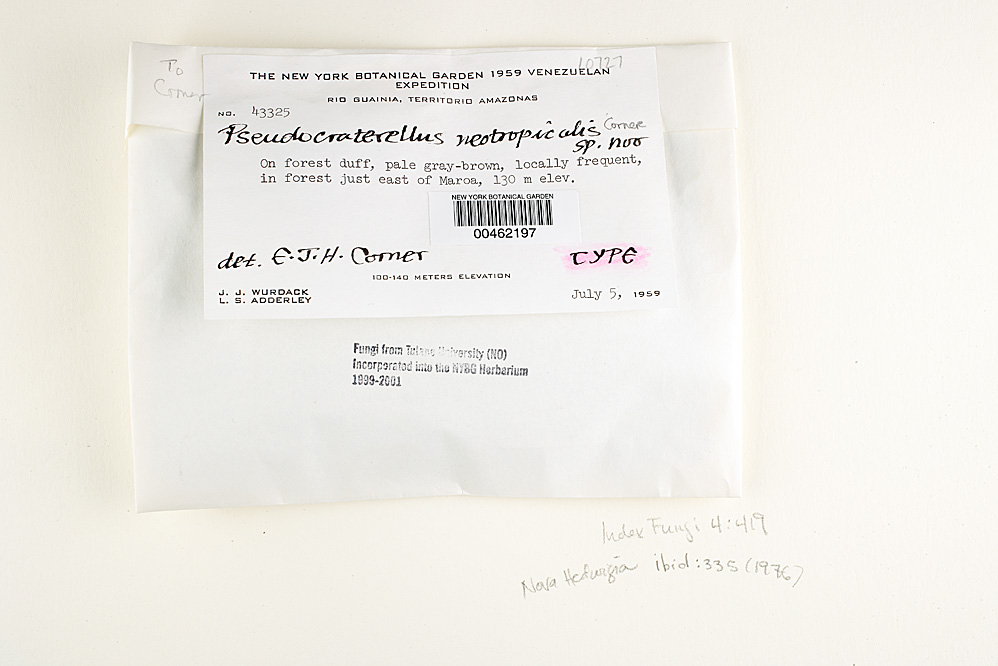 To
Corner
10727
THE NEW YORK BOTANICAL GARDEN 1959 VENEZUELAN
EXPEDITION
RIO GUAINIA, TERRITORIO AMAZONAS
NO. 43325
Pseudocraterellus neotropicalis Corner
sp. nov
On forest duff, pale gray-brown, locally frequent,
in forest just east of Maroa, 130 m elev.
NEW YORK BOTANICAL GARDEN
00462197
det. E.J.H. Corner TYPE
100-140 METERS ELEVATION
J. J. WURDACK
L. S. ADDERLEY
July 5, 1959
Fungi from Tulane University (NO)
Incorporated into the NYBG Herbarium
1999-2001
Index Fungi 4:419
Nova Hedwigia ibid:335 (1976)